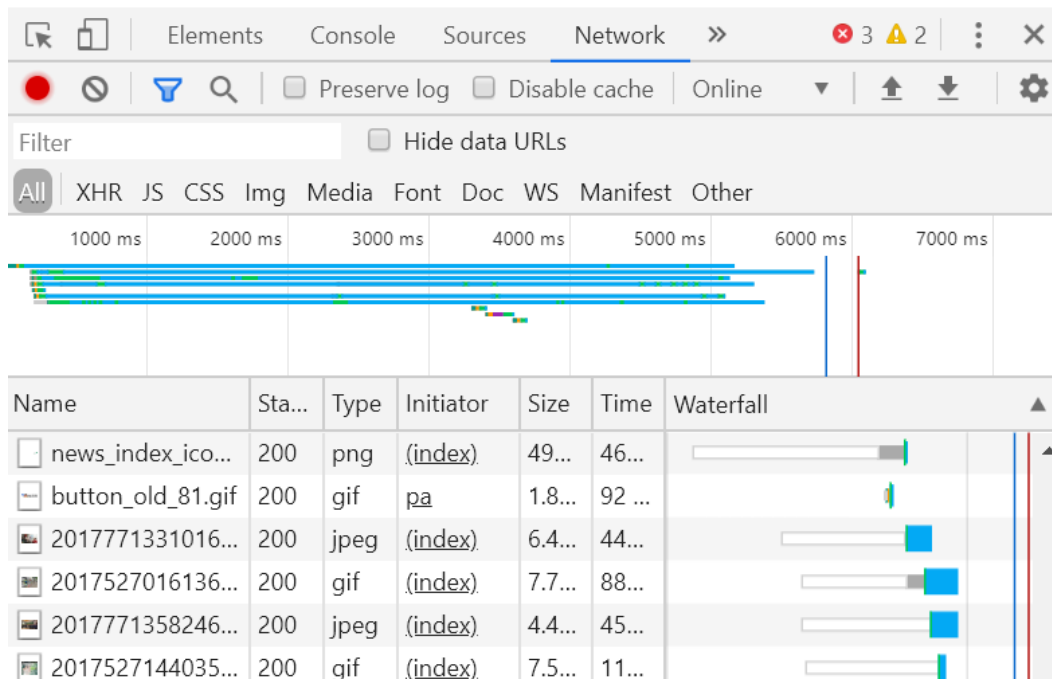 Elements Console Sources Network » 3 2
Preserve log Disable cache Online
Filter Hide data URLs
All XHR JS CSS Img Media Font Doc WS Manifest Other
1000 ms 2000 ms 3000 ms 4000 ms 5000 ms 6000 ms 7000 ms
Name Sta... Type Initiator Size Time Waterfall
news_index_ico... 200 png (index) 49... 46...
button_old_81.gif 200 gif pa 1.8... 92 ...
2017771331016... 200 jpeg (index) 6.4... 44...
2017527016136... 200 gif (index) 7.7... 88...
2017771358246... 200 jpeg (index) 4.4... 45...
2017527144035... 200 gif (index) 7.5... 11...